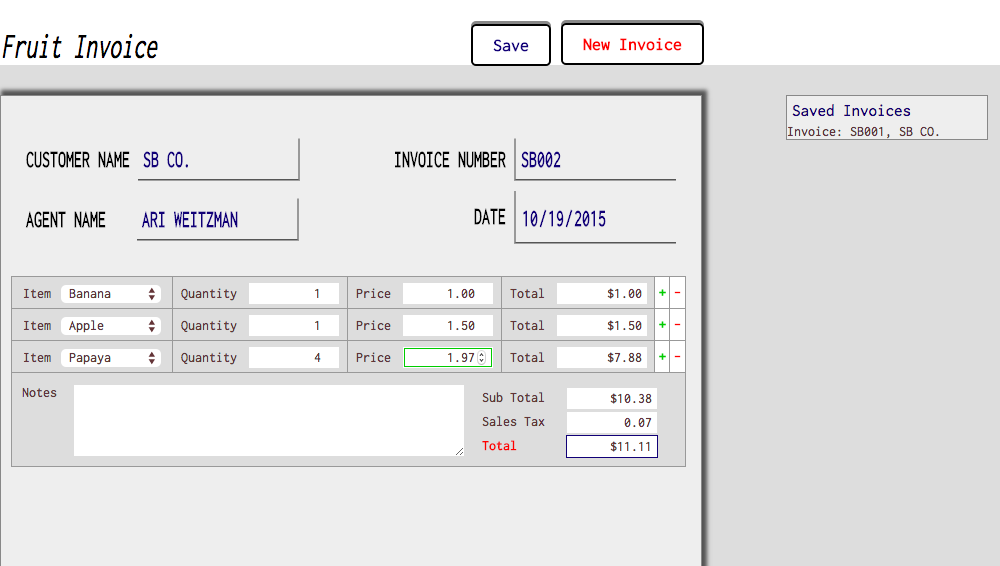 Fruit Invoice
Save
New Invoice
Saved Invoices
Invoice: SB001, SB CO.
CUSTOMER NAME SB CO.
INVOICE NUMBER SB002
AGENT NAME ARI WEITZMAN
DATE 10/19/2015
Item Banana Quantity 1 Price 1.00 Total $1.00 + -
Item Apple Quantity 1 Price 1.50 Total $1.50 + -
Item Papaya Quantity 4 Price 1.97 Total $7.88 + -
Notes
Sub Total $10.38
Sales Tax 0.07
Total $11.11